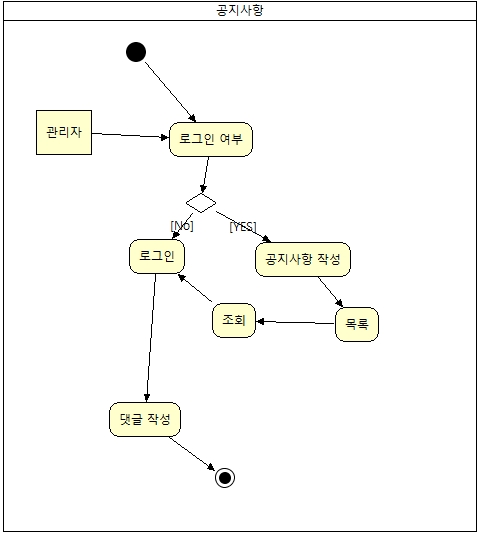 공지사항
관리자
로그인 여부
[No]
[YES]
로그인
공지사항 작성
조회
목록
댓글 작성